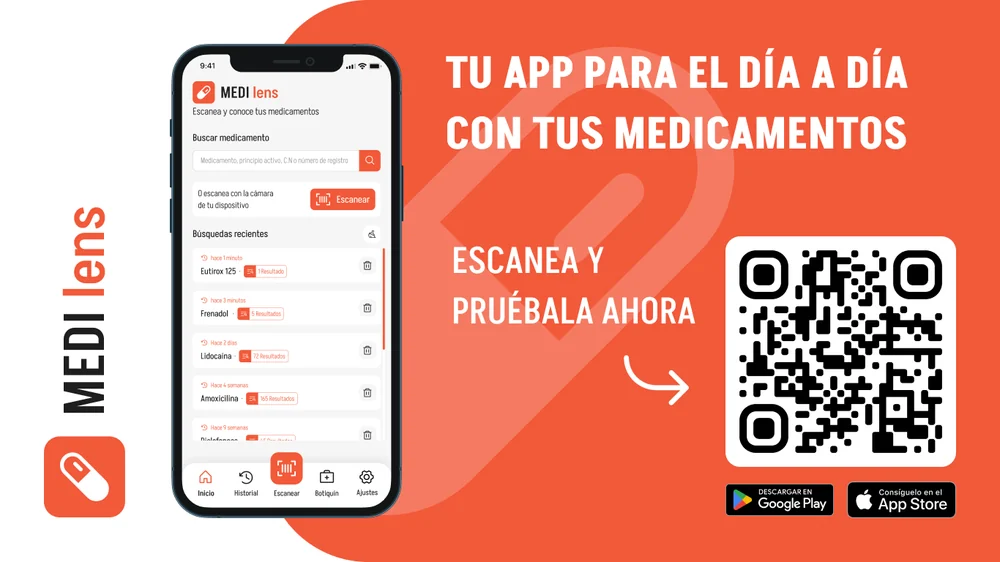 MEDI lens
9:41
MEDI lens
Escanea y conoce tus medicamentos
Buscar medicamento
Medicamento, principio activo, C.N o número de registro
O escanea con la cámara
de tu dispositivo
Escanear
Búsquedas recientes
hace 1 minuto
Eutirox 125 · 1 Resultado
hace 3 minutos
Frenadol · 5 Resultados
Hace 2 días
Lidocaina · 72 Resultados
Hace 4 semanas
Amoxicilina · 165 Resultados
Hace 9 semanas
Inicio
Historial
Escanear
Botiquín
Ajustes
TU APP PARA EL DÍA A DÍA
CON TUS MEDICAMENTOS
ESCANEA Y
PRUÉBALA AHORA
DESCARGAR EN
Google Play
Consíguelo en el
App Store